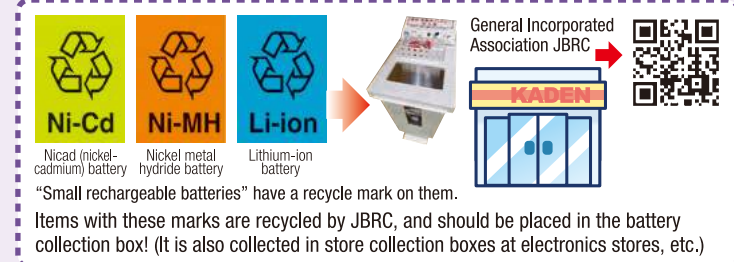 General Incorporated
Association JBRC
KADEN
Ni-Cd
Ni-MH
Li-ion
Nicad (nickel-
cadmium) battery
Nickel metal
hydride battery
Lithium-ion
battery
“Small rechargeable batteries” have a recycle mark on them.
Items with these marks are recycled by JBRC, and should be placed in the battery
collection box! (It is also collected in store collection boxes at electronics stores, etc.)